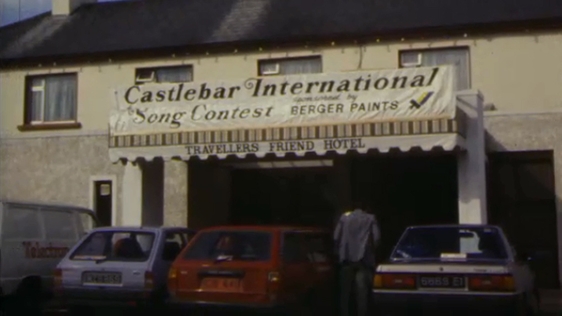 Castlebar International
Song Contest sponsored by BERGER PAINTS
TRAVELLERS FRIEND HOTEL